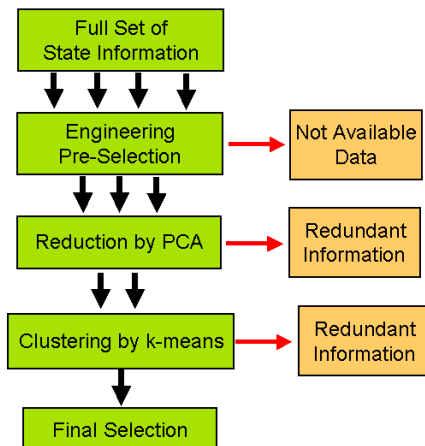 Full Set of
State Information
Engineering
Pre-Selection
Not Available
Data
Reduction by PCA
Redundant
Information
Clustering by k-means
Redundant
Information
Final Selection